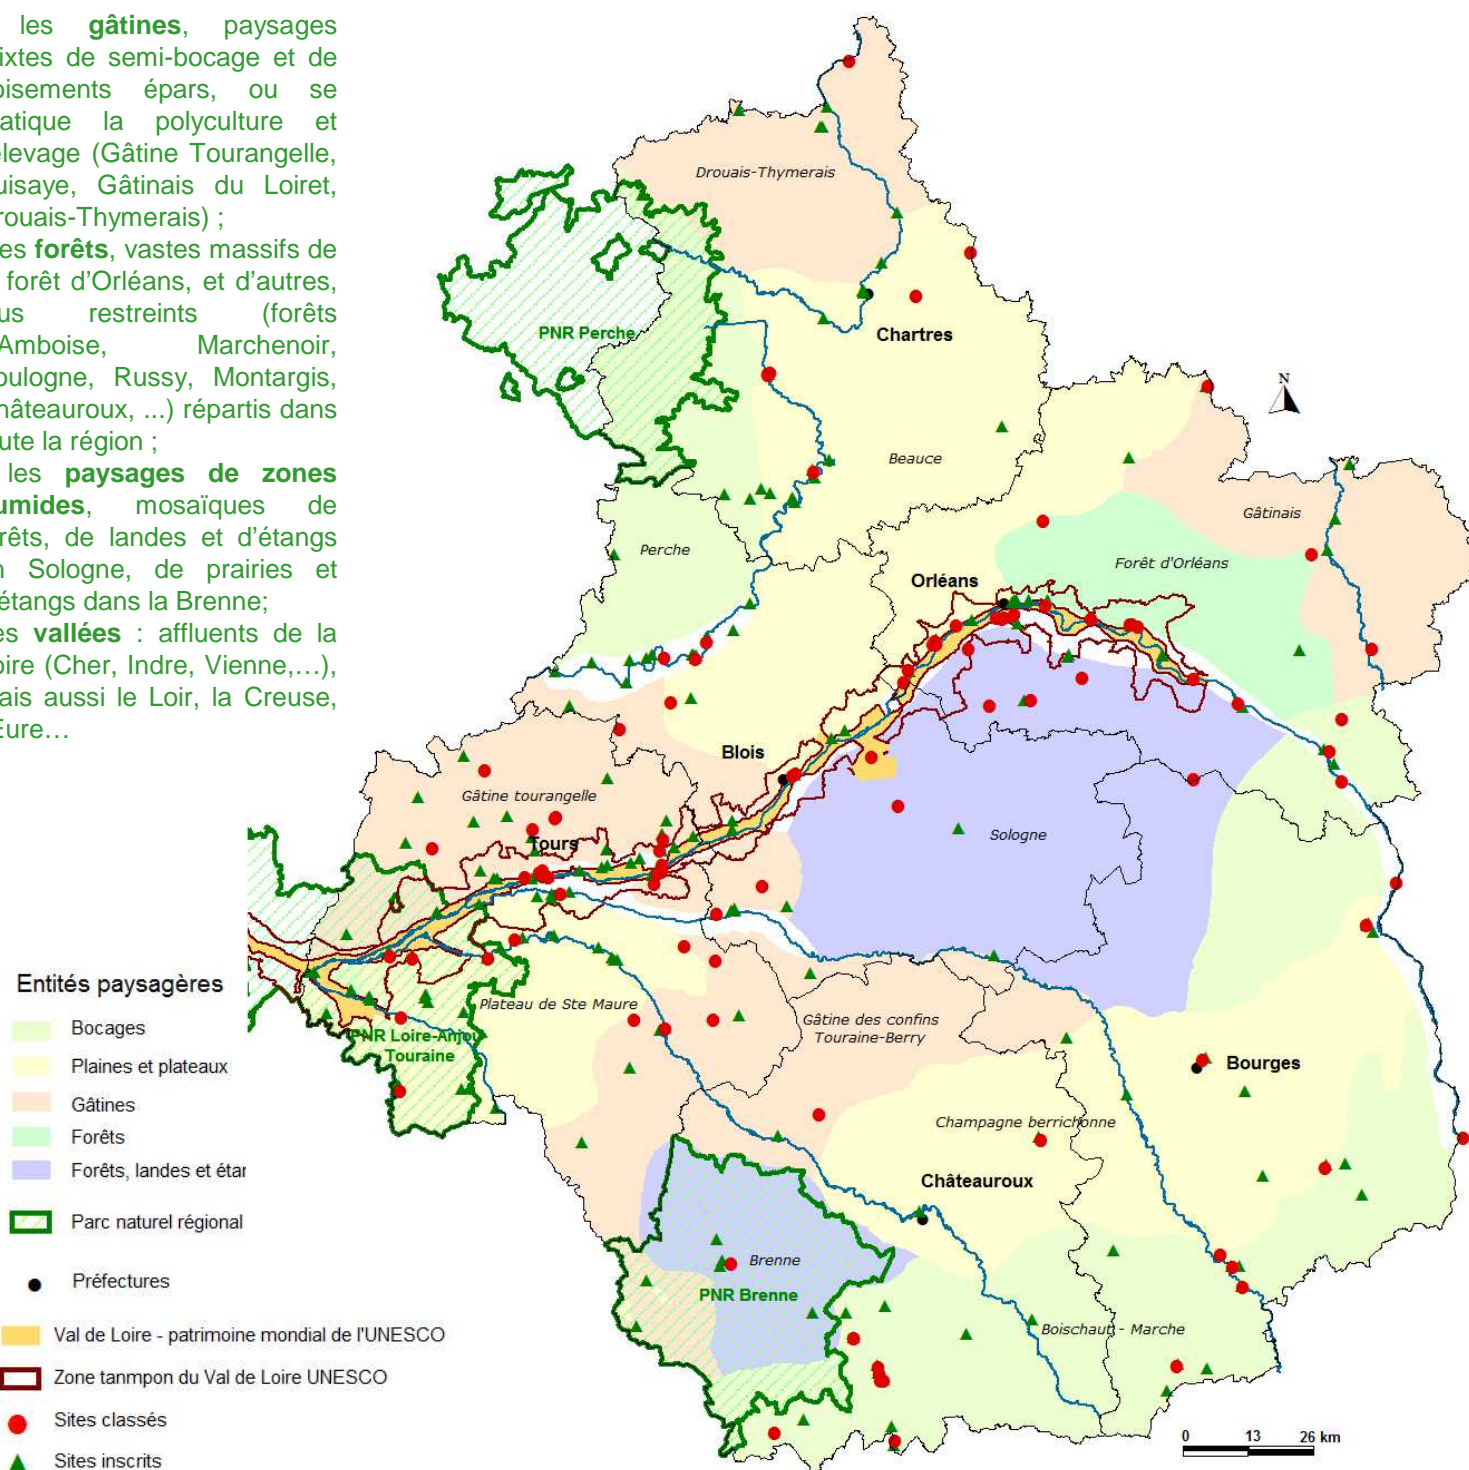 les gâtines, paysages
ixtes de semi-bocage et de
oisements épars, ou se
atique la polyculture et
elevage (Gâtine Tourangelle,
uisaye, Gâtinais du Loiret,
rouais-Thymerais) ;
es forêts, vastes massifs de
forêt d'Orléans, et d'autres,
us restreints (forêts
Amboise, Marchenoir,
oulogne, Russy, Montargis,
hâteauroux, ...) répartis dans
ute la région ;
les paysages de zones
umides, mosaïques de
rêts, de landes et d'étangs
n Sologne, de prairies et
étangs dans la Brenne;
es vallées : affluents de la
oire (Cher, Indre, Vienne,…),
ais aussi le Loir, la Creuse,
Eure…
Drouais-Thymerais
PNR Perche
Chartres
N
Beauce
Gâtinais
Perche
Forêt d'Orléans
Orléans
Blois
Gâtine tourangelle
Sologne
Tours
Plateau de Ste Maure
Gâtine des confins
Touraine-Berry
PNR Loire-Anjou
Touraine
Bourges
Champagne berrichonne
Châteauroux
Brenne
PNR Brenne
Boischaut - Marche
Entités paysagères
Bocages
Plaines et plateaux
Gâtines
Forêts
Forêts, landes et étar
Parc naturel régional
Préfectures
Val de Loire - patrimoine mondial de l'UNESCO
Zone tanmpon du Val de Loire UNESCO
Sites classés
Sites inscrits
0 13 26 km